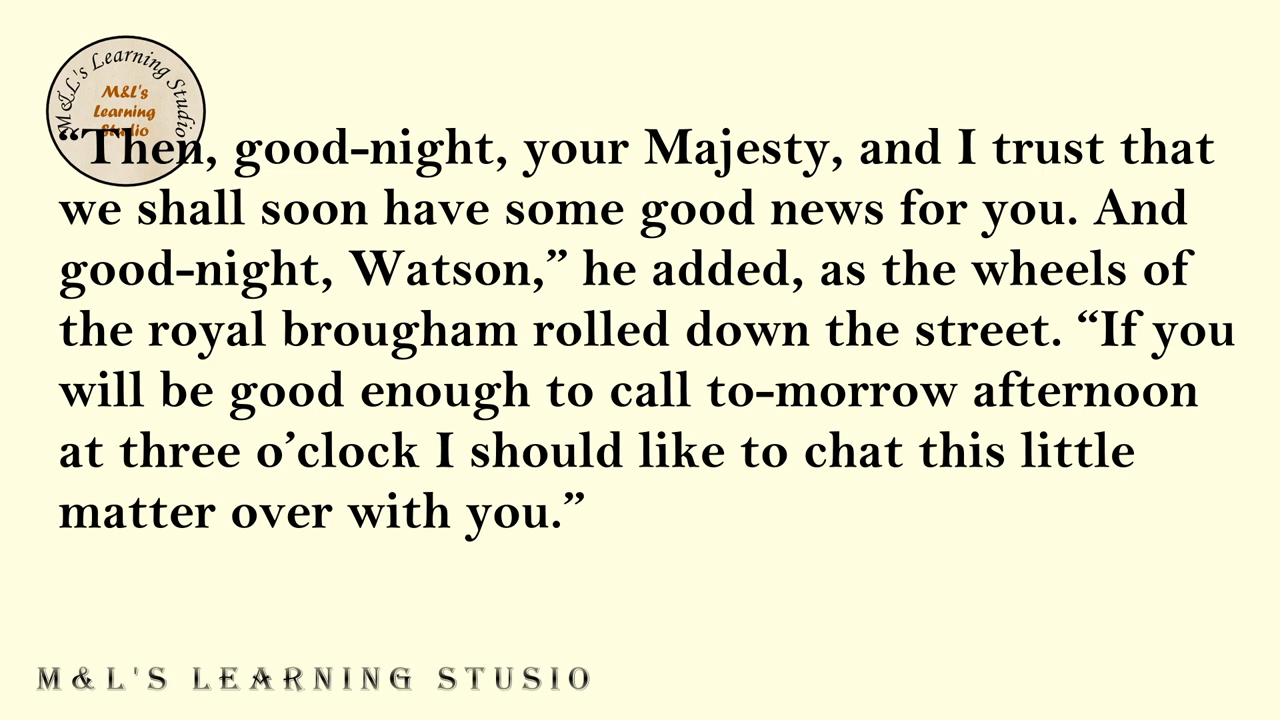 M&L's Learning Studio
M&L's
Learning
Studio
“Then, good-night, your Majesty, and I trust that
we shall soon have some good news for you. And
good-night, Watson,” he added, as the wheels of
the royal brougham rolled down the street. “If you
will be good enough to call to-morrow afternoon
at three o’clock I should like to chat this little
matter over with you.”
M&L'S LEARNING STUSIO